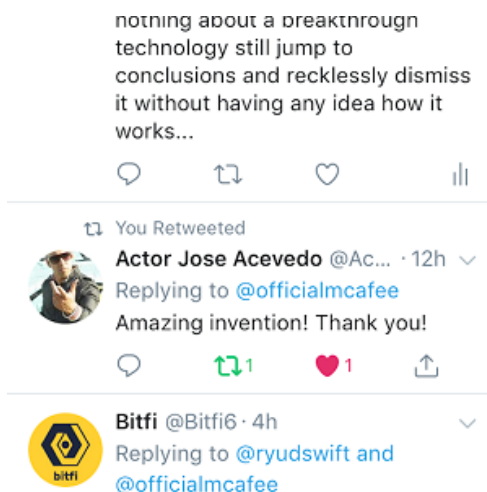 nothing about a breakthrough
technology still jump to
conclusions and recklessly dismiss
it without having any idea how it
works...
You Retweeted
Actor Jose Acevedo @Ac... · 12h
Replying to @officialmcafee
Amazing invention! Thank you!
1 1
Bitfi @Bitfi6 · 4h
bitfi
Replying to @ryudswift and
@officialmcafee